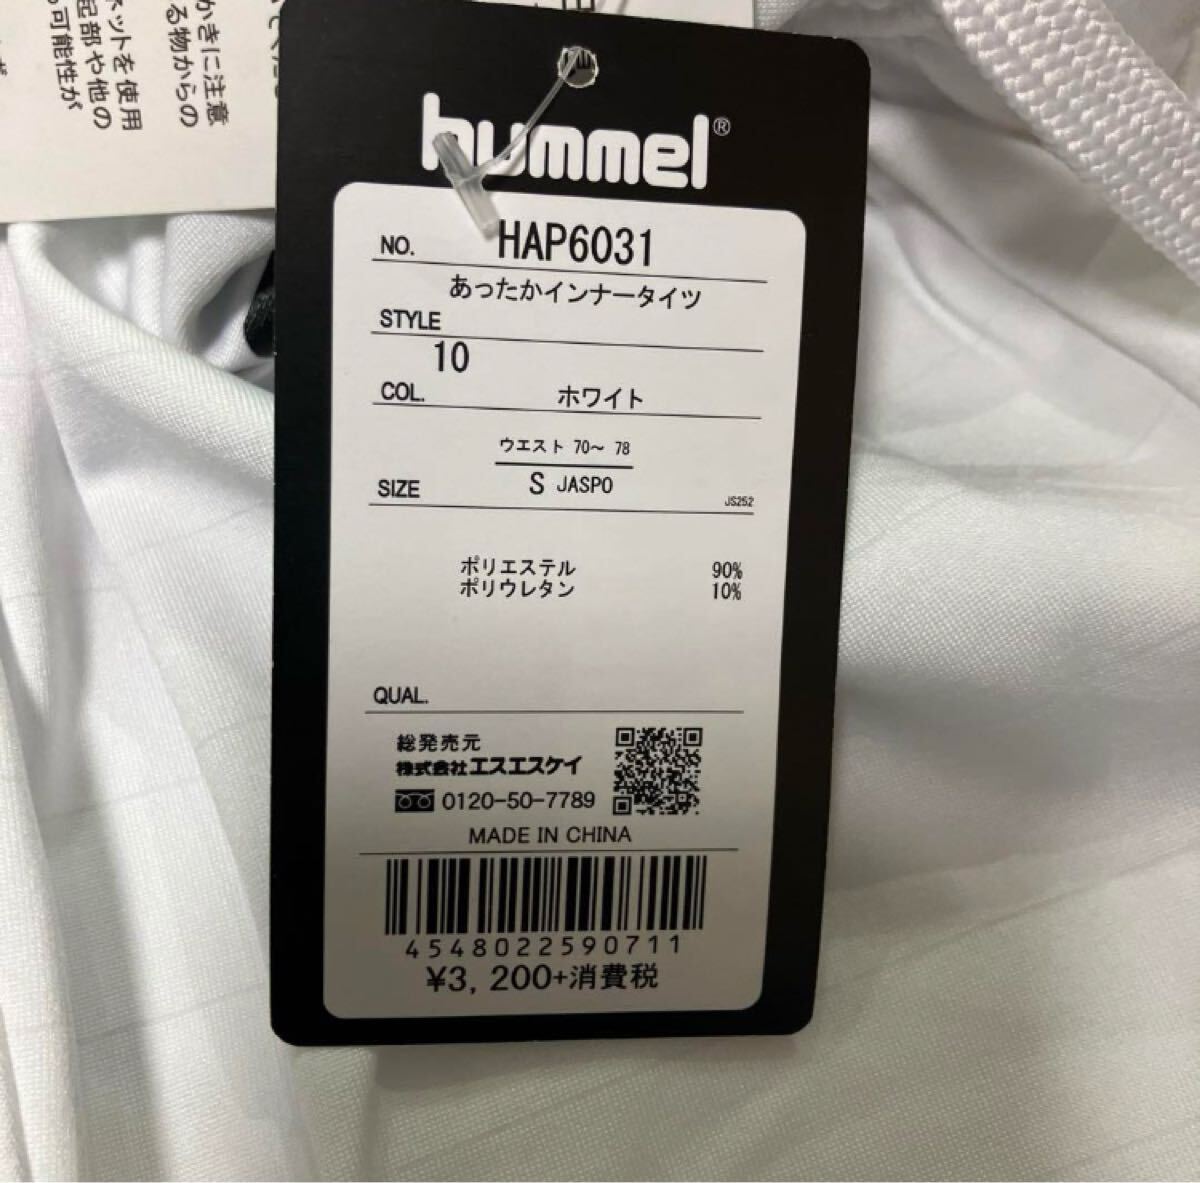 かきに注意
る物からの
ネットを使用
起部や他の
る可能性が
hummel®
NO. HAP6031
あったかインナータイツ
STYLE
10
COL. ホワイト
ウエスト 70〜 78
SIZE S JASPO JS252
ポリエステル 90%
ポリウレタン 10%
QUAL.
総発売元
株式会社エスエスケイ
0120-50-7789
MADE IN CHINA
4548022590711
¥3, 200+消費税